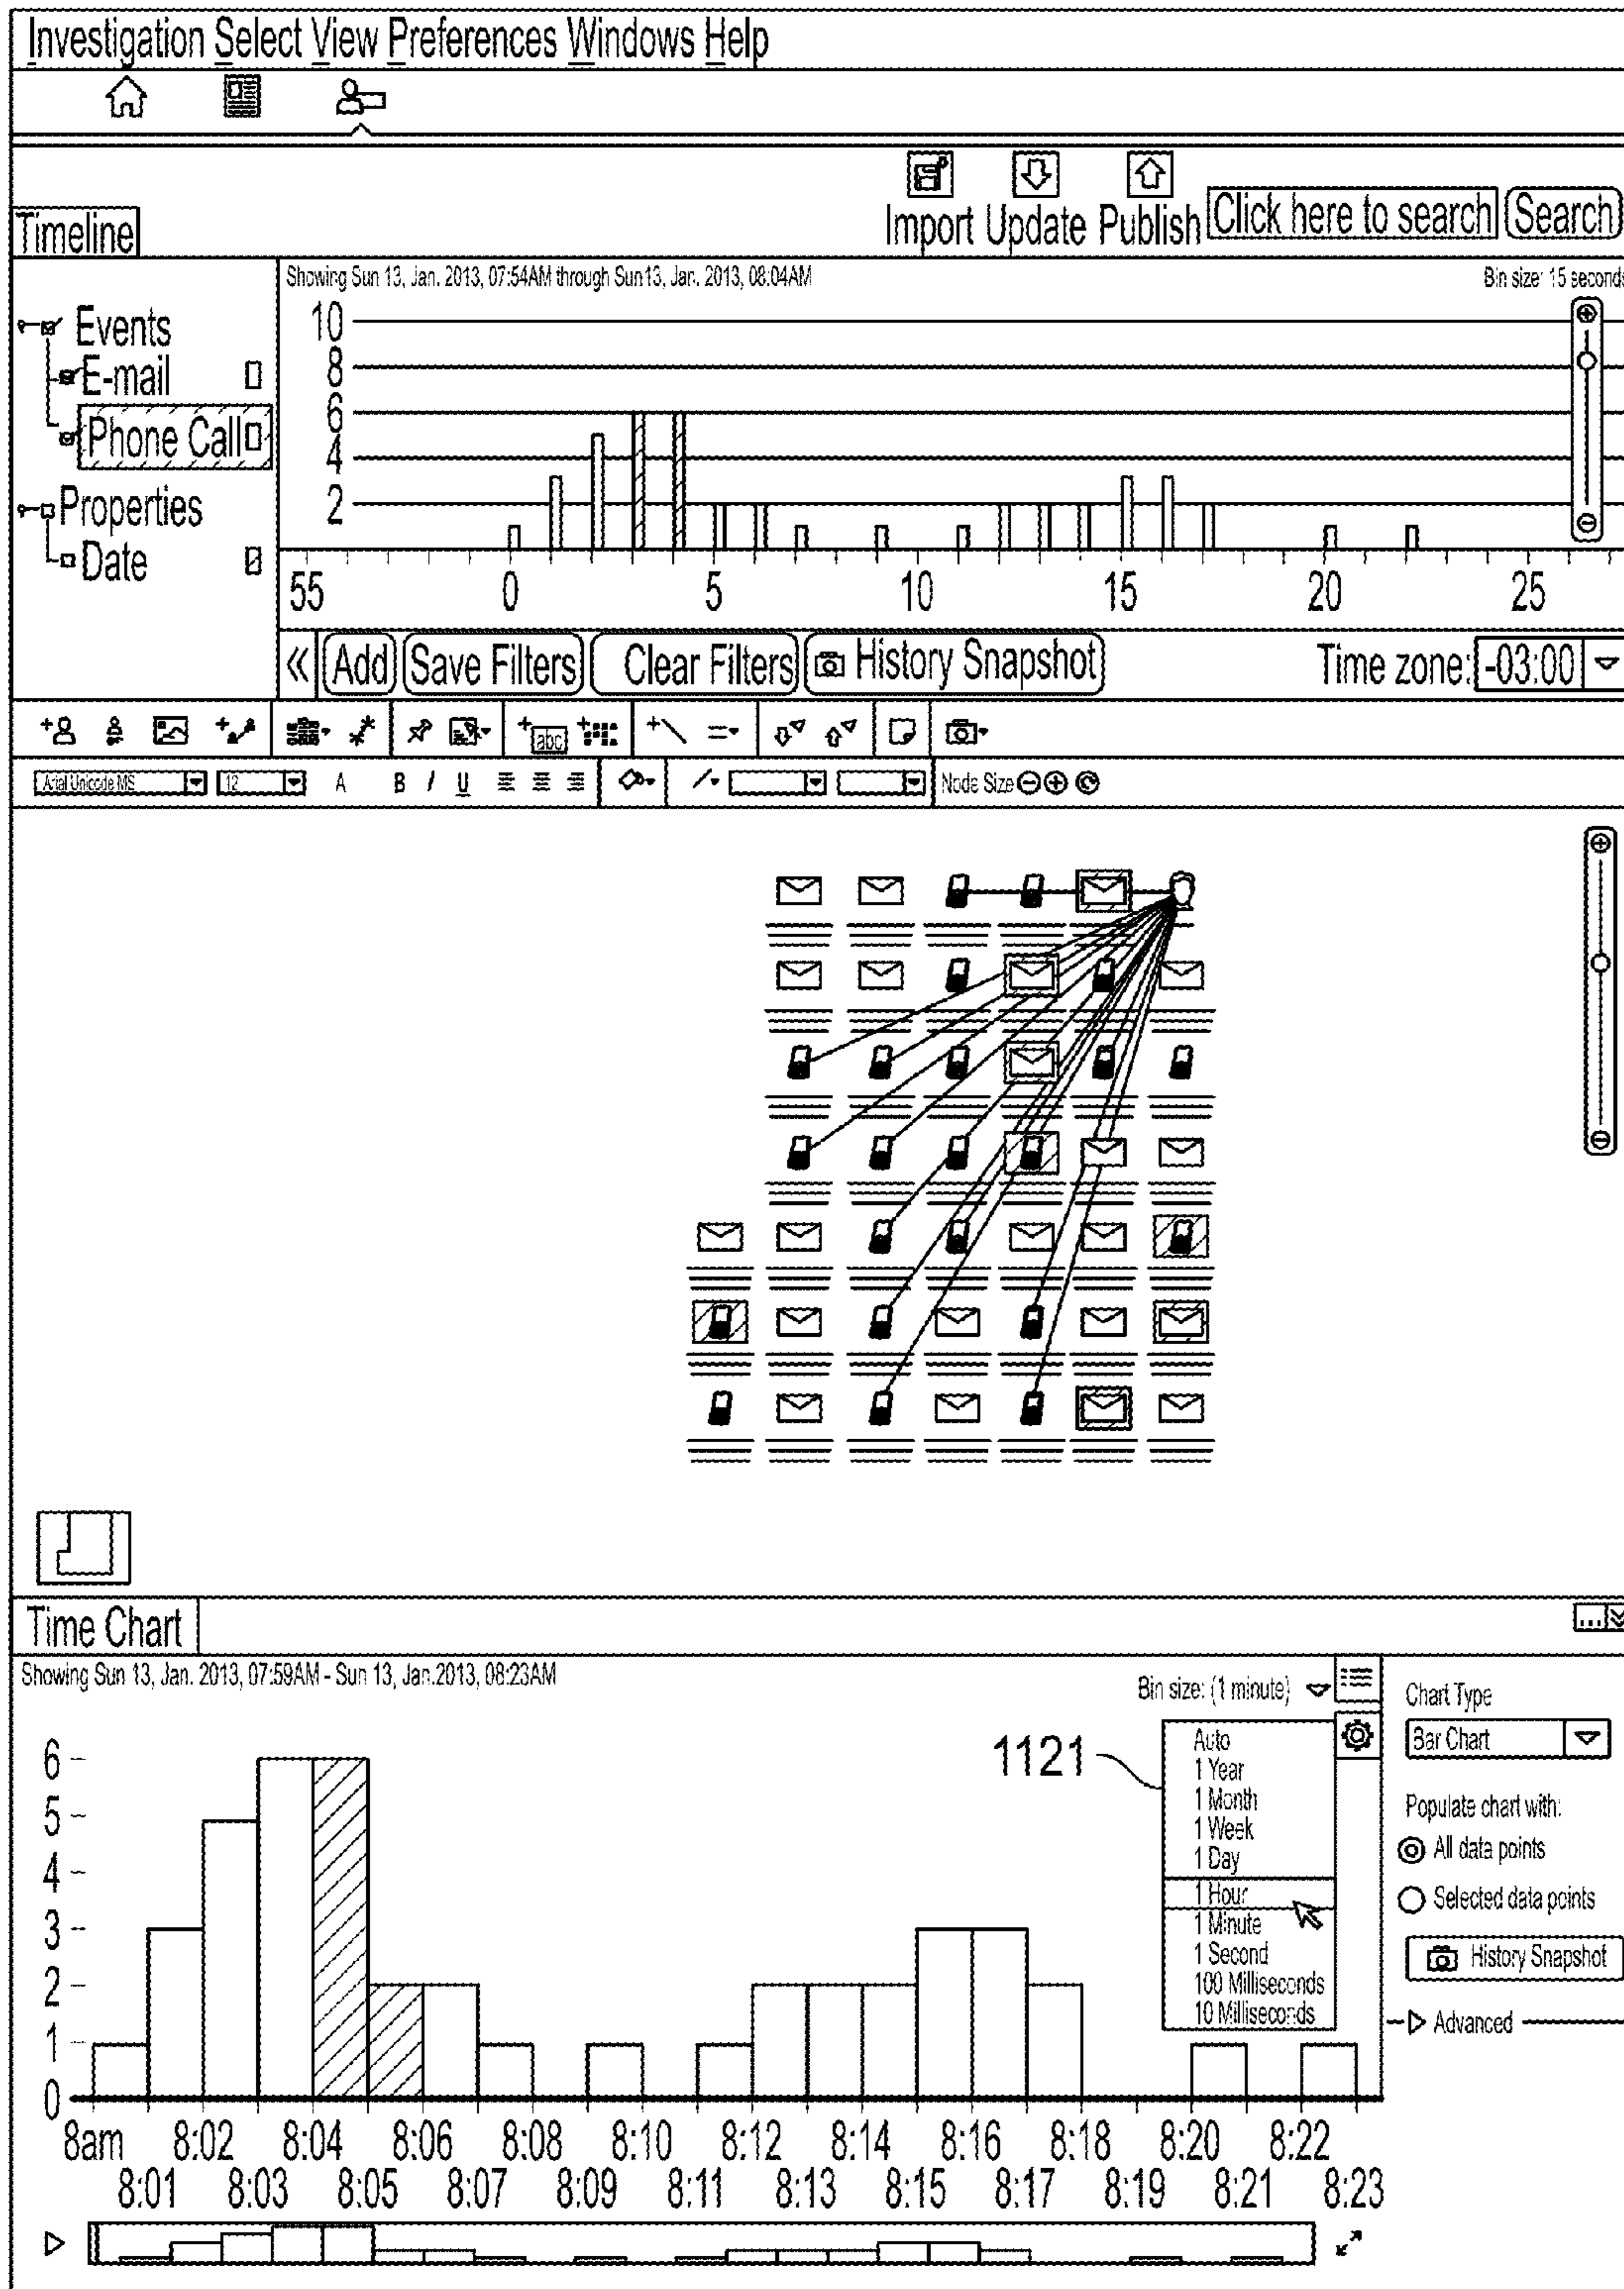 Investigation Select View Preferences Windows Help
Import Update Publish Click here to search Search
Timeline
Showing Sun 13, Jan. 2013, 07:54AM through Sun13, Jan. 2013, 08:04AM
Bin size: 15 seconds
Events
E-mail
Phone Call
Properties
Date
10
8
6
4
2
55 0 5 10 15 20 25
Add Save Filters Clear Filters History Snapshot
Time zone: -03:00
abc
Arial Unicode MS 12 A B I U Node Size
Time Chart
...
Showing Sun 13, Jan. 2013, 07:59AM - Sun 13, Jan.2013, 08:23AM
Bin size: (1 minute)
1121
Auto
1 Year
1 Month
1 Week
1 Day
1 Hour
1 Minute
1 Second
100 Milliseconds
10 Milliseconds
Chart Type
Bar Chart
Populate chart with:
All data points
Selected data points
History Snapshot
Advanced
6
5
4
3
2
1
0
8am 8:02 8:04 8:06 8:08 8:10 8:12 8:14 8:16 8:18 8:20 8:22
8:01 8:03 8:05 8:07 8:09 8:11 8:13 8:15 8:17 8:19 8:21 8:23